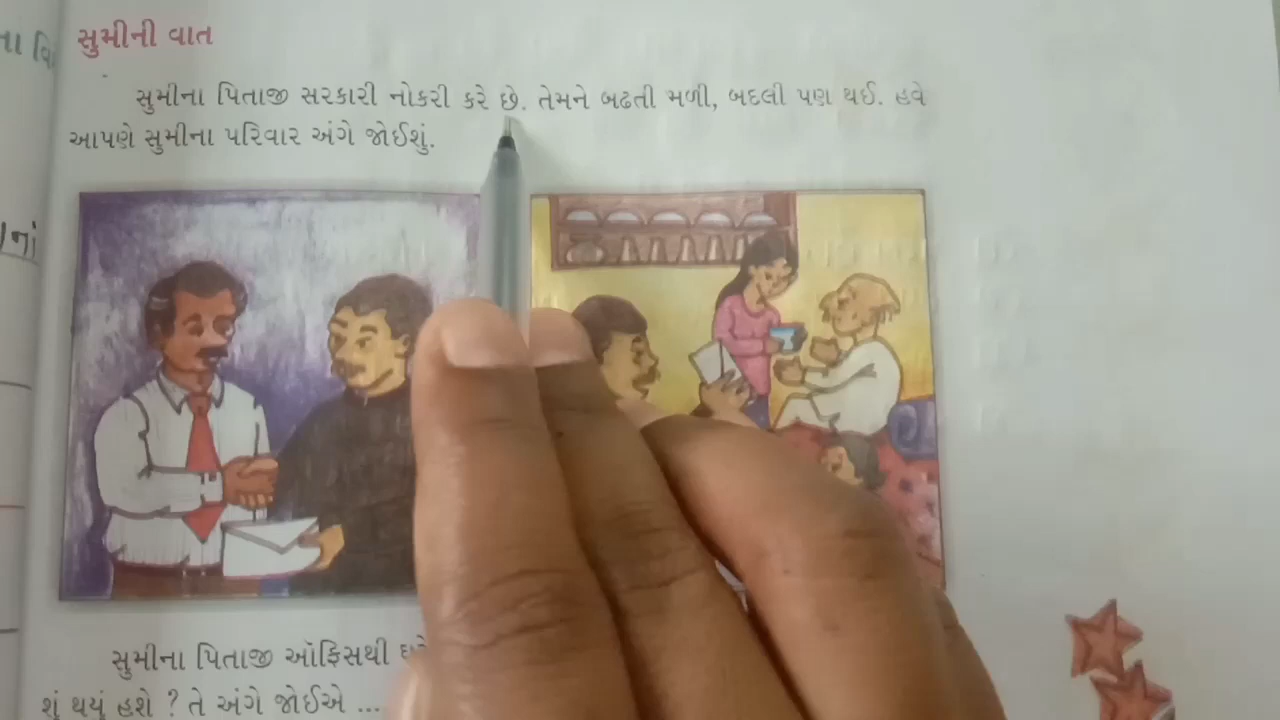 સુમીની વાત
સુમીના પિતાજી સરકારી નોકરી કરે છે. તેમને બઢતી મળી, બદલી પણ થઈ. હવે
આપણે સુમીના પરિવાર અંગે જોઈશું.
સુમીના પિતાજી ઑફિસથી
શું થયું હશે ? તે અંગે જોઈએ ...